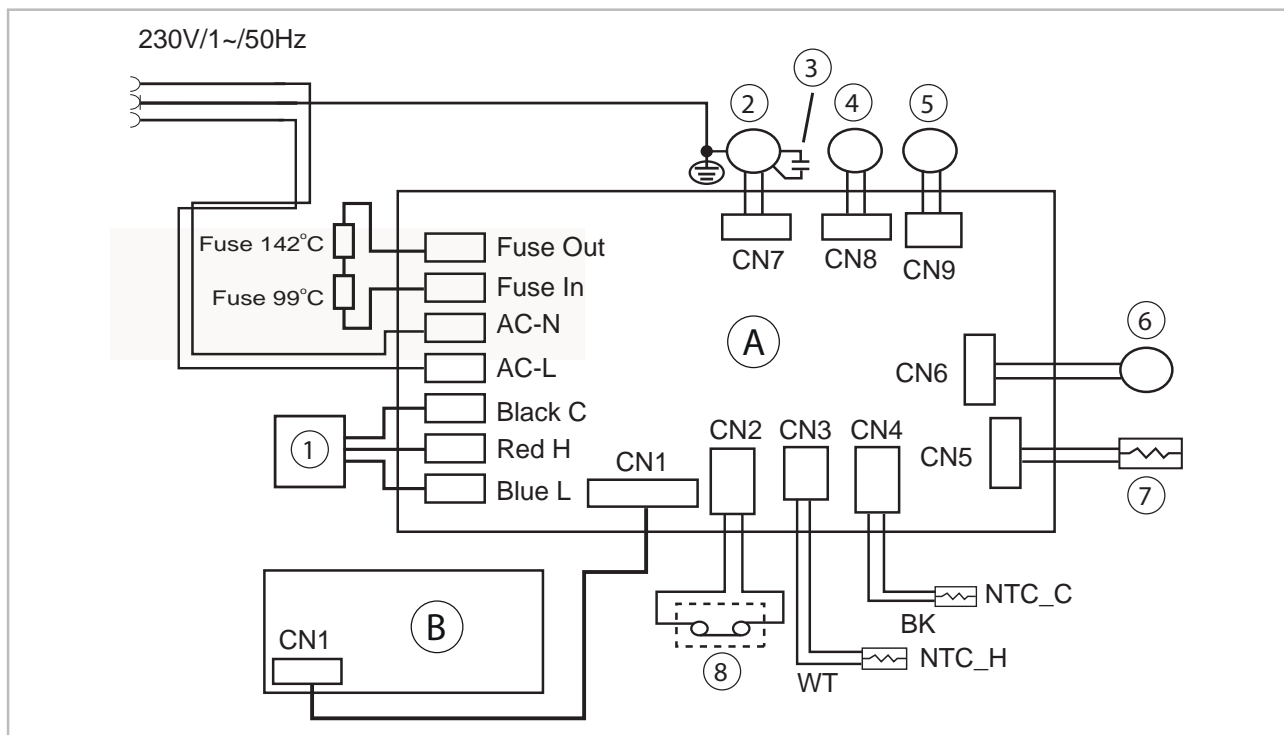 230V/1~/50Hz
3
2
4
5
Fuse 142°C
Fuse 99°C
Fuse Out
Fuse In
AC-N
AC-L
Black C
Red H
Blue L
1
CN7
CN8
CN9
A
6
CN6
CN5
7
CN1
CN2
CN3
CN4
NTC_C
BK
NTC_H
WT
8
B
CN1